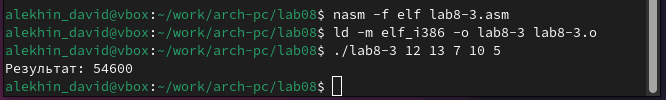 alekhin_david@vbox:~/work/arch-pc/lab08$ nasm -f elf lab8-3.asm
alekhin_david@vbox:~/work/arch-pc/lab08$ ld -m elf_i386 -o lab8-3 lab8-3.o
alekhin_david@vbox:~/work/arch-pc/lab08$ ./lab8-3 12 13 7 10 5
Результат: 54600
alekhin_david@vbox:~/work/arch-pc/lab08$